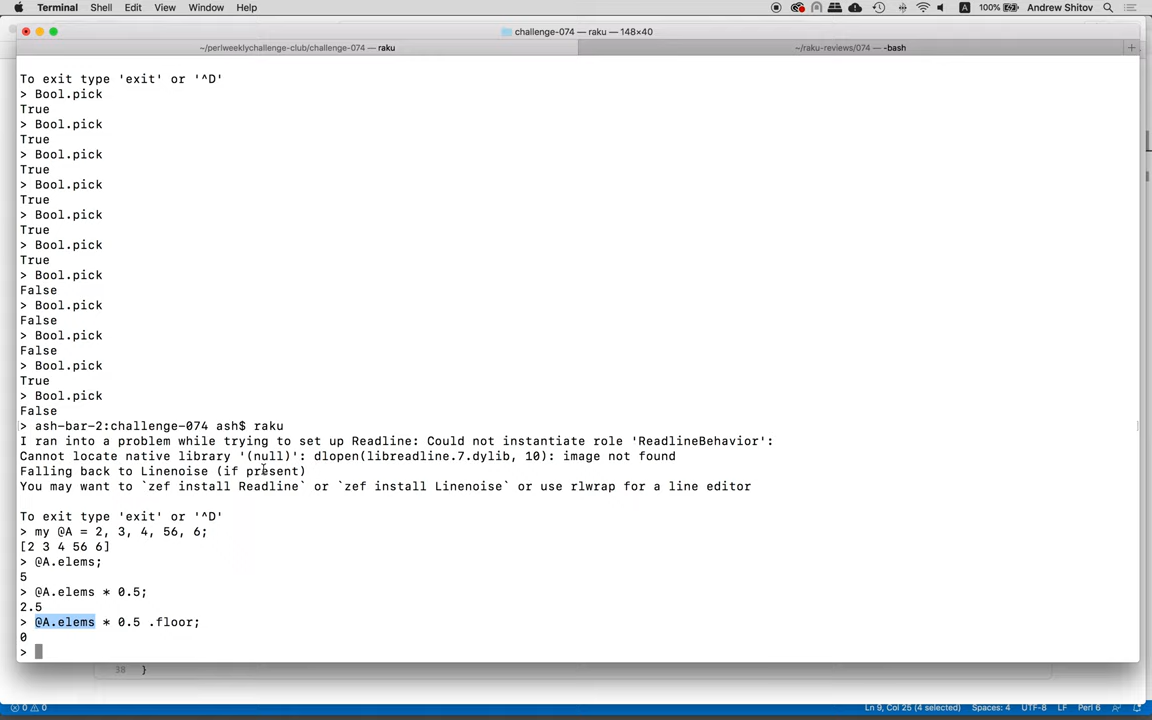 Terminal Shell Edit View Window Help 100% Andrew Shitov
challenge-074 — raku — 148×40
~/perlweeklychallenge-club/challenge-074 — raku
~/raku-reviews/074 — -bash
To exit type 'exit' or '^D'
> Bool.pick
True
> Bool.pick
True
> Bool.pick
True
> Bool.pick
True
> Bool.pick
True
> Bool.pick
True
> Bool.pick
False
> Bool.pick
False
> Bool.pick
False
> Bool.pick
True
> Bool.pick
False
> ash-bar-2:challenge-074 ash$ raku
I ran into a problem while trying to set up Readline: Could not instantiate role 'ReadlineBehavior':
Cannot locate native library '(null)': dlopen(libreadline.7.dylib, 10): image not found
Falling back to Linenoise (if present)
You may want to `zef install Readline` or `zef install Linenoise` or use rlwrap for a line editor
To exit type 'exit' or '^D'
> my @A = 2, 3, 4, 56, 6;
[2 3 4 56 6]
> @A.elems;
5
> @A.elems * 0.5;
2.5
> @A.elems * 0.5 .floor;
0
>
38 }
0 0 Ln 9, Col 25 (4 selected) Spaces: 4 UTF-8 LF Perl 6